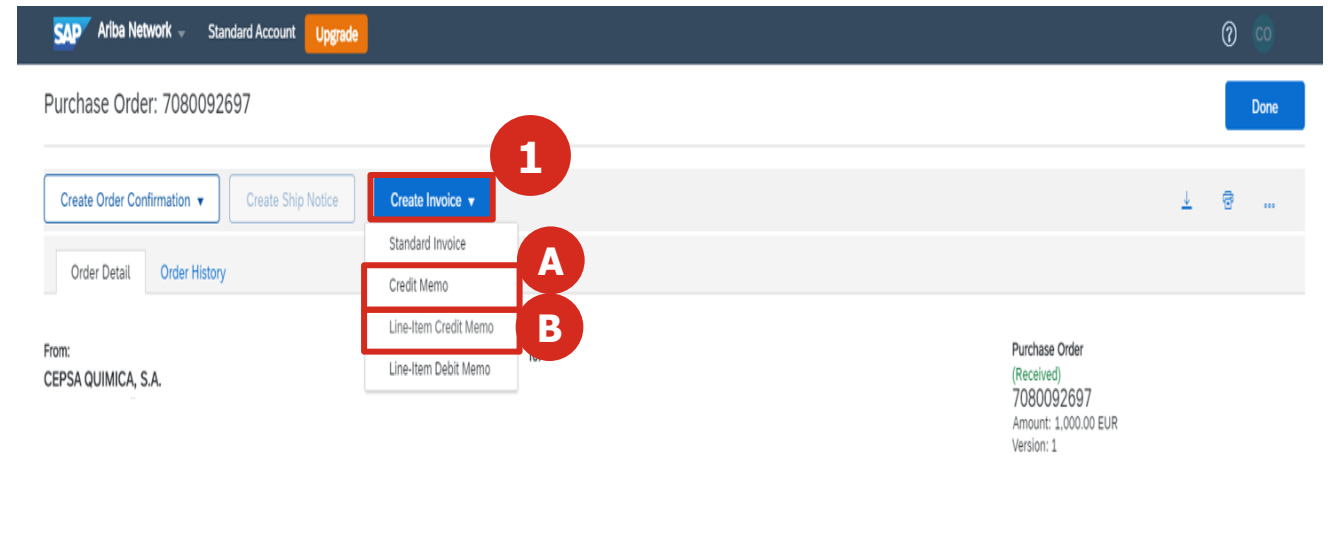 SAP Ariba Network Standard Account Upgrade ? CO
Purchase Order: 7080092697 Done
1
Create Order Confirmation Create Ship Notice Create Invoice ...
Standard Invoice
A
Order Detail Order History
Credit Memo
Line-Item Credit Memo
B
From:
CEPSA QUIMICA, S.A.
Line-Item Debit Memo
Purchase Order
(Received)
7080092697
Amount: 1,000.00 EUR
Version: 1